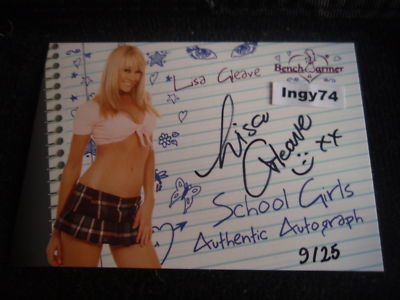 Lisa Gleave
BenchWarmer
Ingy74
Lisa
Gleave
xx
School Girls
Authentic Autograph
9/25